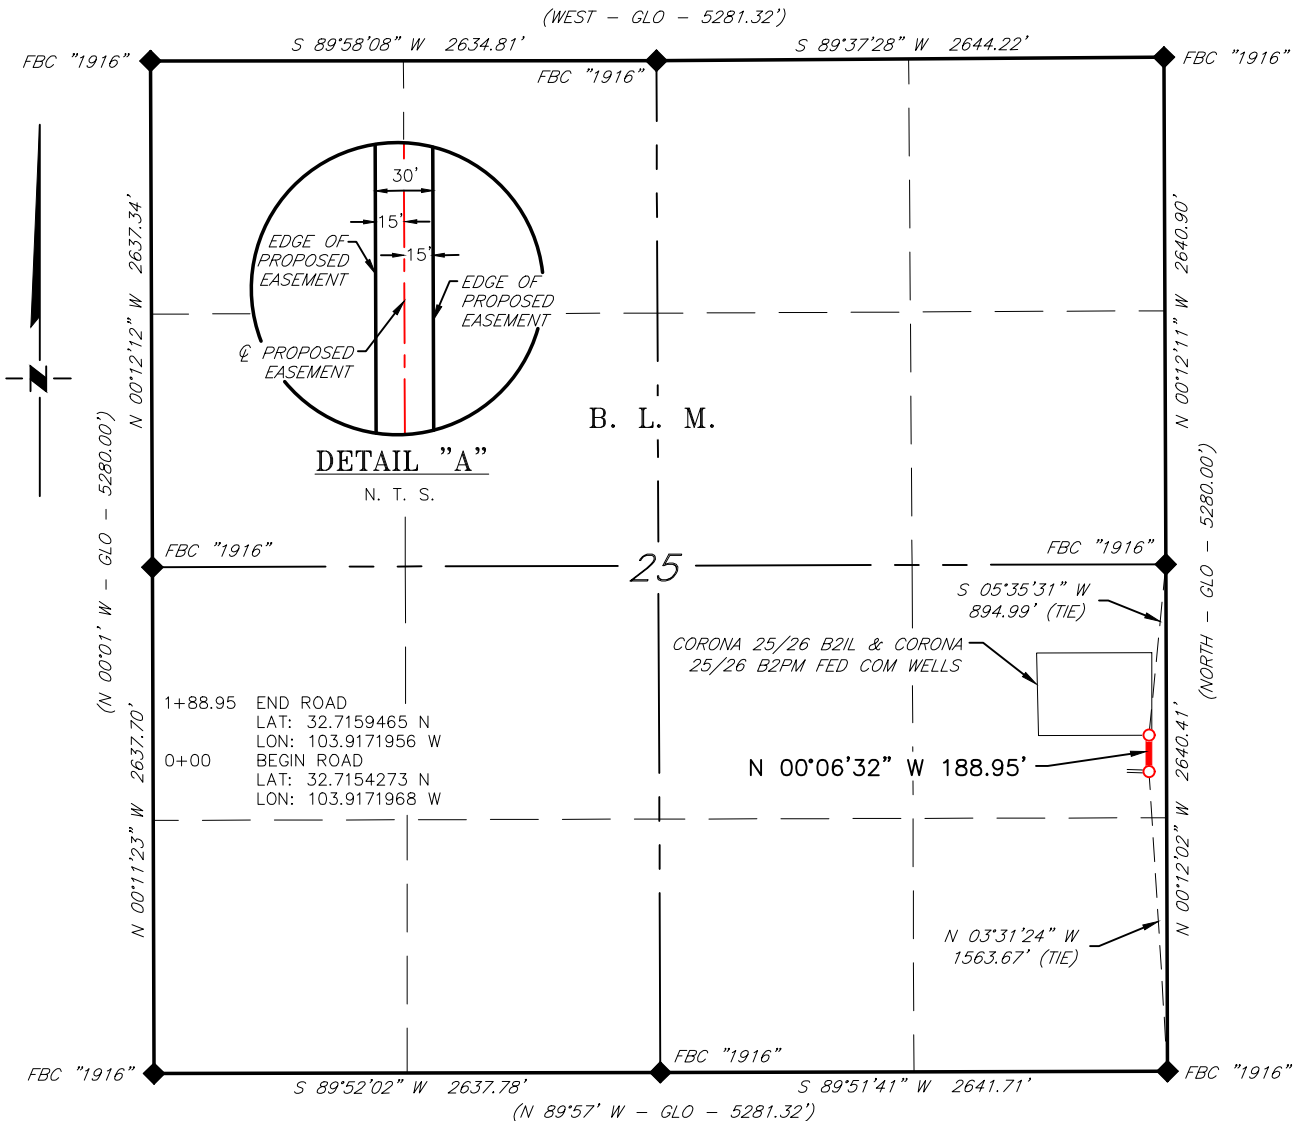 (WEST – GLO – 5281.32')
S 89°58'08" W 2634.81'
S 89°37'28" W 2644.22'
FBC "1916"
FBC "1916"
FBC "1916"
N 00°12'12" W 2637.34'
N 00°12'11" W 2640.90'
30'
15'
15'
EDGE OF
PROPOSED
EASEMENT
EDGE OF
PROPOSED
EASEMENT
℄ PROPOSED
EASEMENT
N
B. L. M.
DETAIL "A"
N. T. S.
(N 00°01' W – GLO – 5280.00')
(NORTH – GLO – 5280.00')
FBC "1916"
25
FBC "1916"
S 05°35'31" W
894.99' (TIE)
CORONA 25/26 B2IL & CORONA
25/26 B2PM FED COM WELLS
1+88.95 END ROAD
LAT: 32.7159465 N
LON: 103.9171956 W
0+00 BEGIN ROAD
LAT: 32.7154273 N
LON: 103.9171968 W
N 00°06'32" W 188.95'
N 00°11'23" W 2637.70'
N 00°12'02" W 2640.41'
N 03°31'24" W
1563.67' (TIE)
FBC "1916"
FBC "1916"
FBC "1916"
S 89°52'02" W 2637.78'
S 89°51'41" W 2641.71'
(N 89°57' W – GLO – 5281.32')